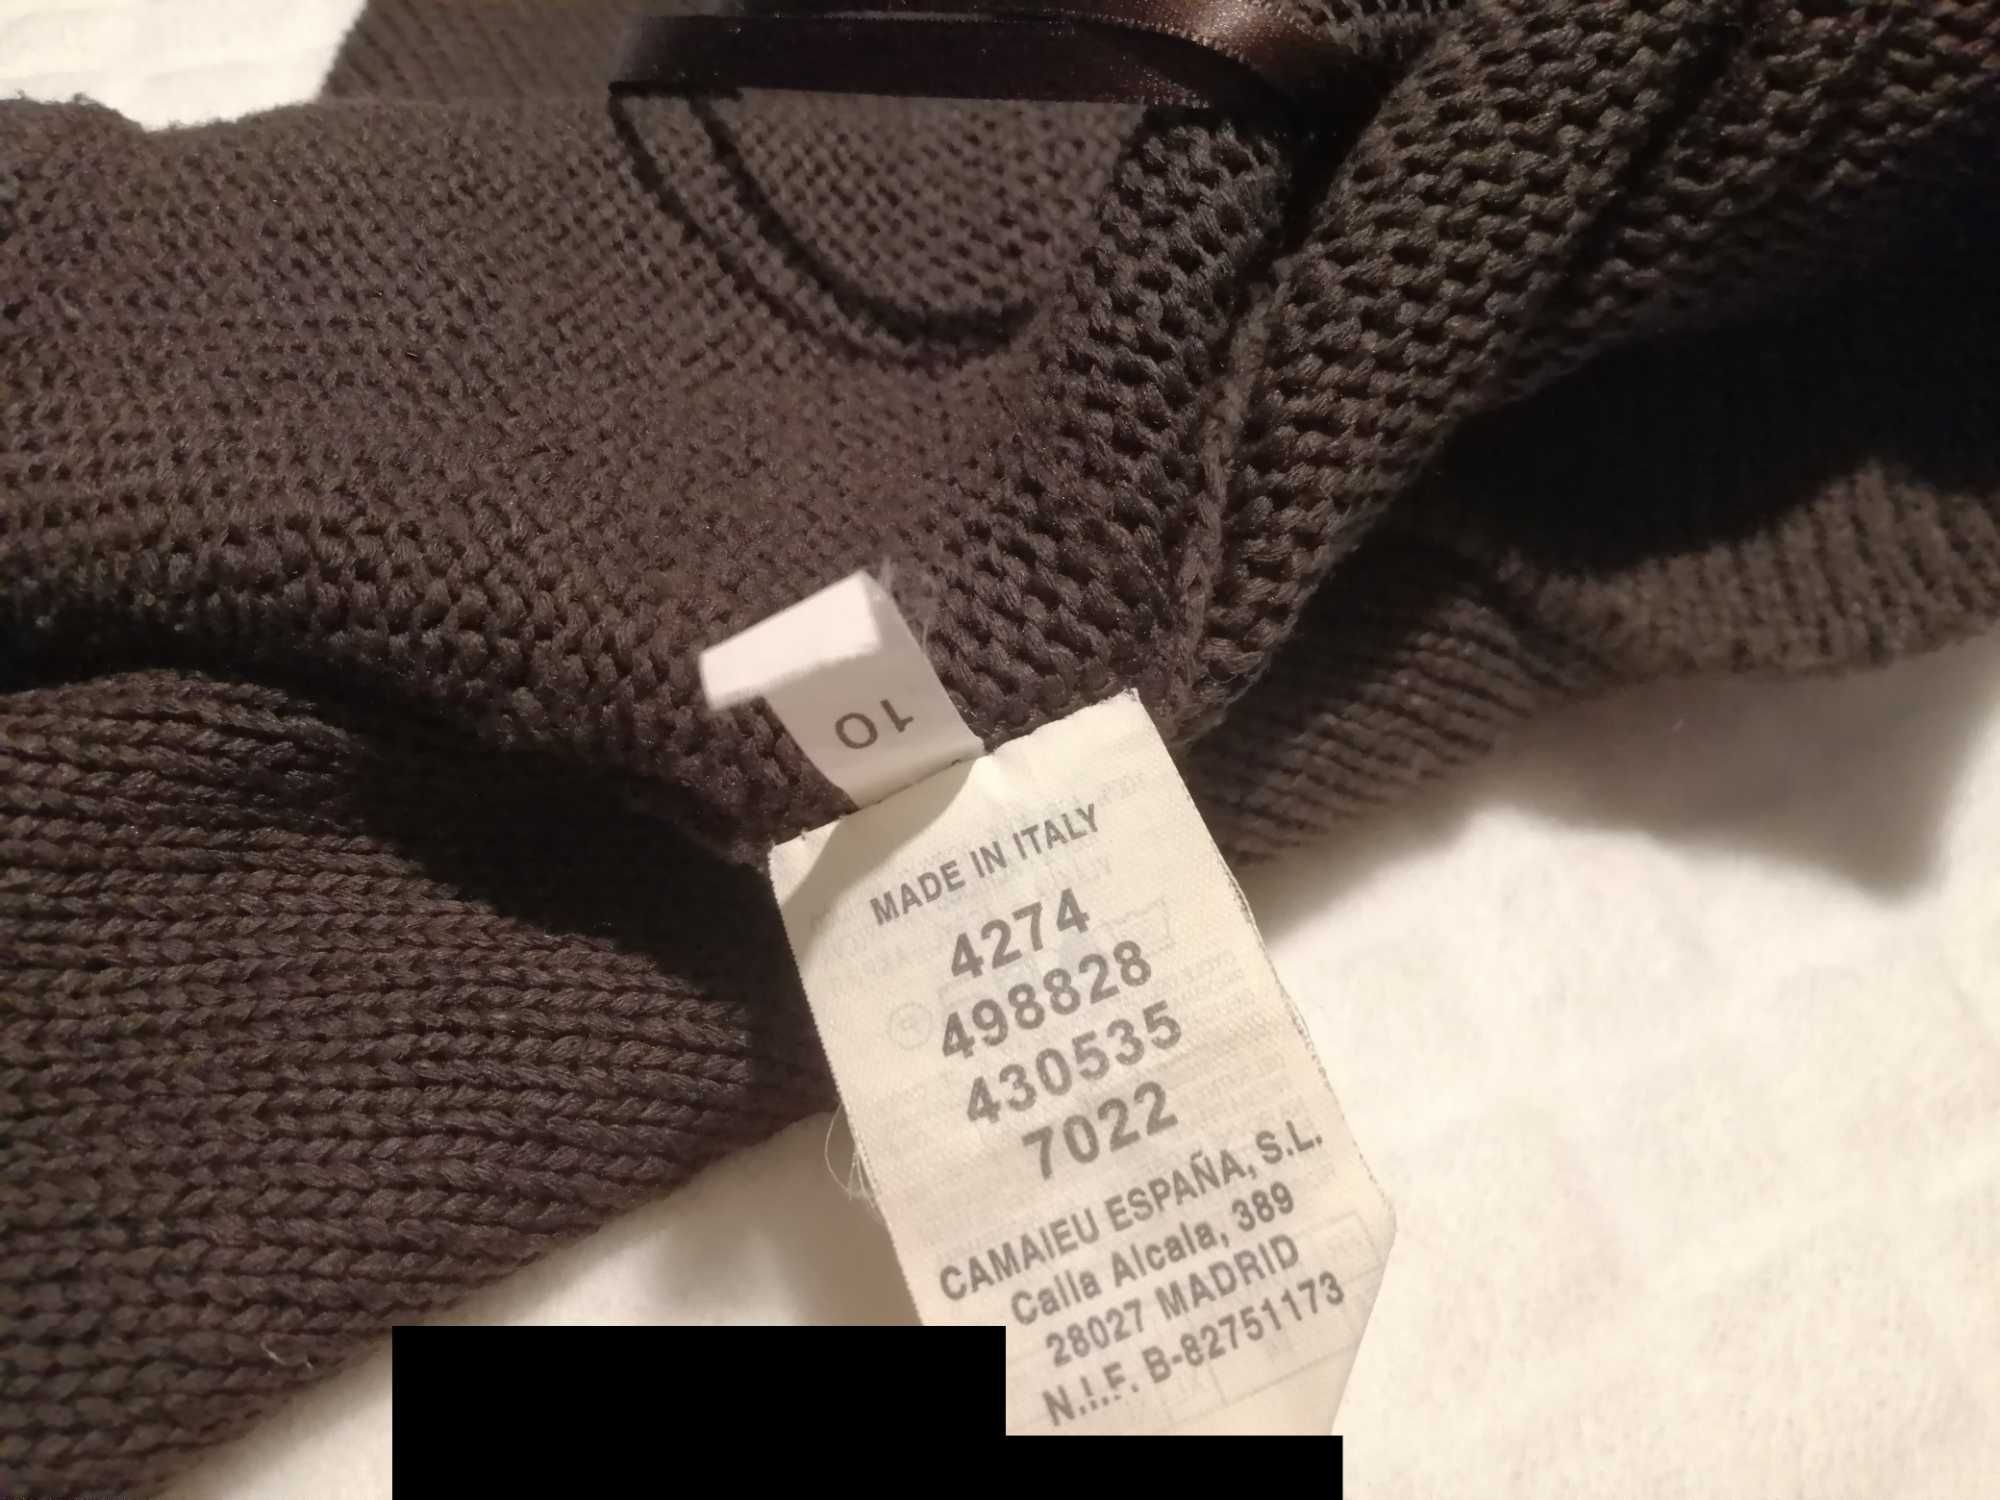 10
MADE IN ITALY
4274
498828
430535
7022
CAMAIEU ESPAÑA, S.L.
Calla Alcala, 389
28027 MADRID
N.I.F. B-82751173